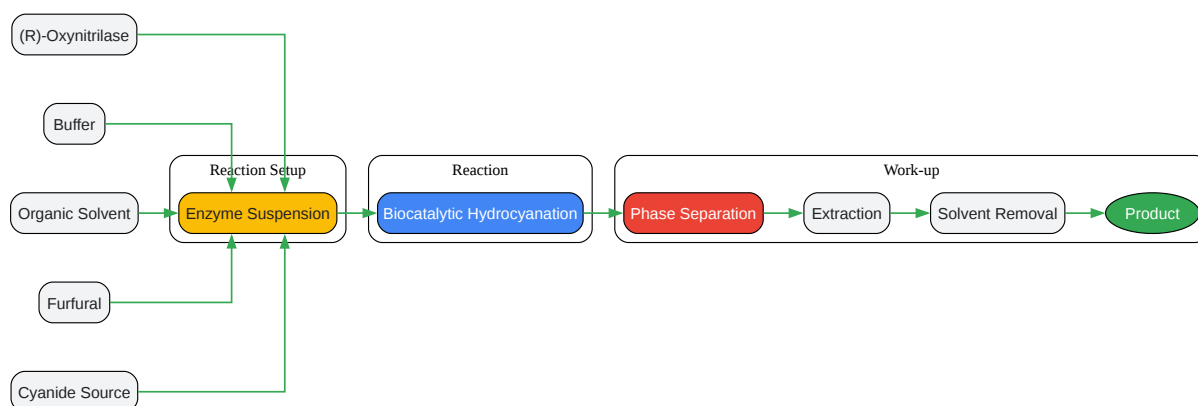 (R)-Oxynitrilase
Buffer
Reaction Setup
Reaction
Work-up
Organic Solvent
Enzyme Suspension
Biocatalytic Hydrocyanation
Phase Separation
Extraction
Solvent Removal
Product
Furfural
Cyanide Source